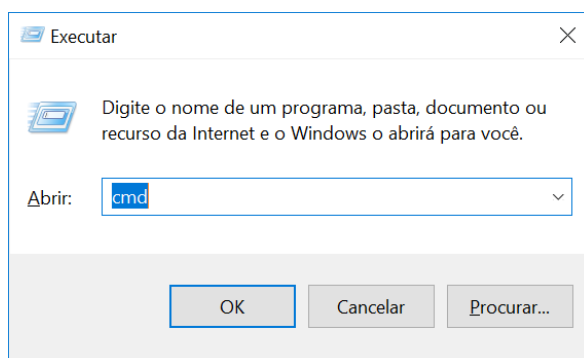 Executar
Digite o nome de um programa, pasta, documento ou
recurso da Internet e o Windows o abrirá para você.
Abrir:
cmd
OK
Cancelar
Procurar...